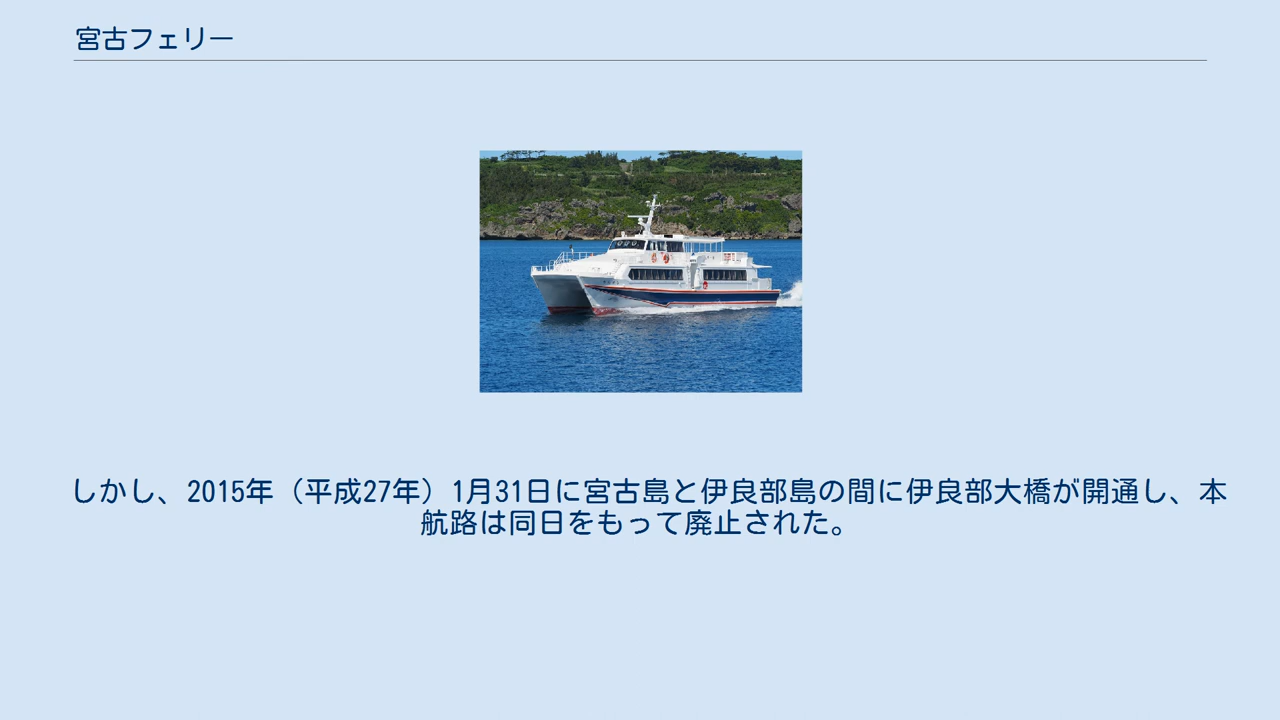 宮古フェリー
しかし、2015年（平成27年）1月31日に宮古島と伊良部島の間に伊良部大橋が開通し、本
航路は同日をもって廃止された。